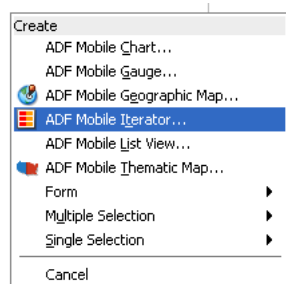 Create
ADF Mobile Chart...
ADF Mobile Gauge...
ADF Mobile Geographic Map...
ADF Mobile Iterator...
ADF Mobile List View...
ADF Mobile Thematic Map...
Form
Multiple Selection
Single Selection
Cancel